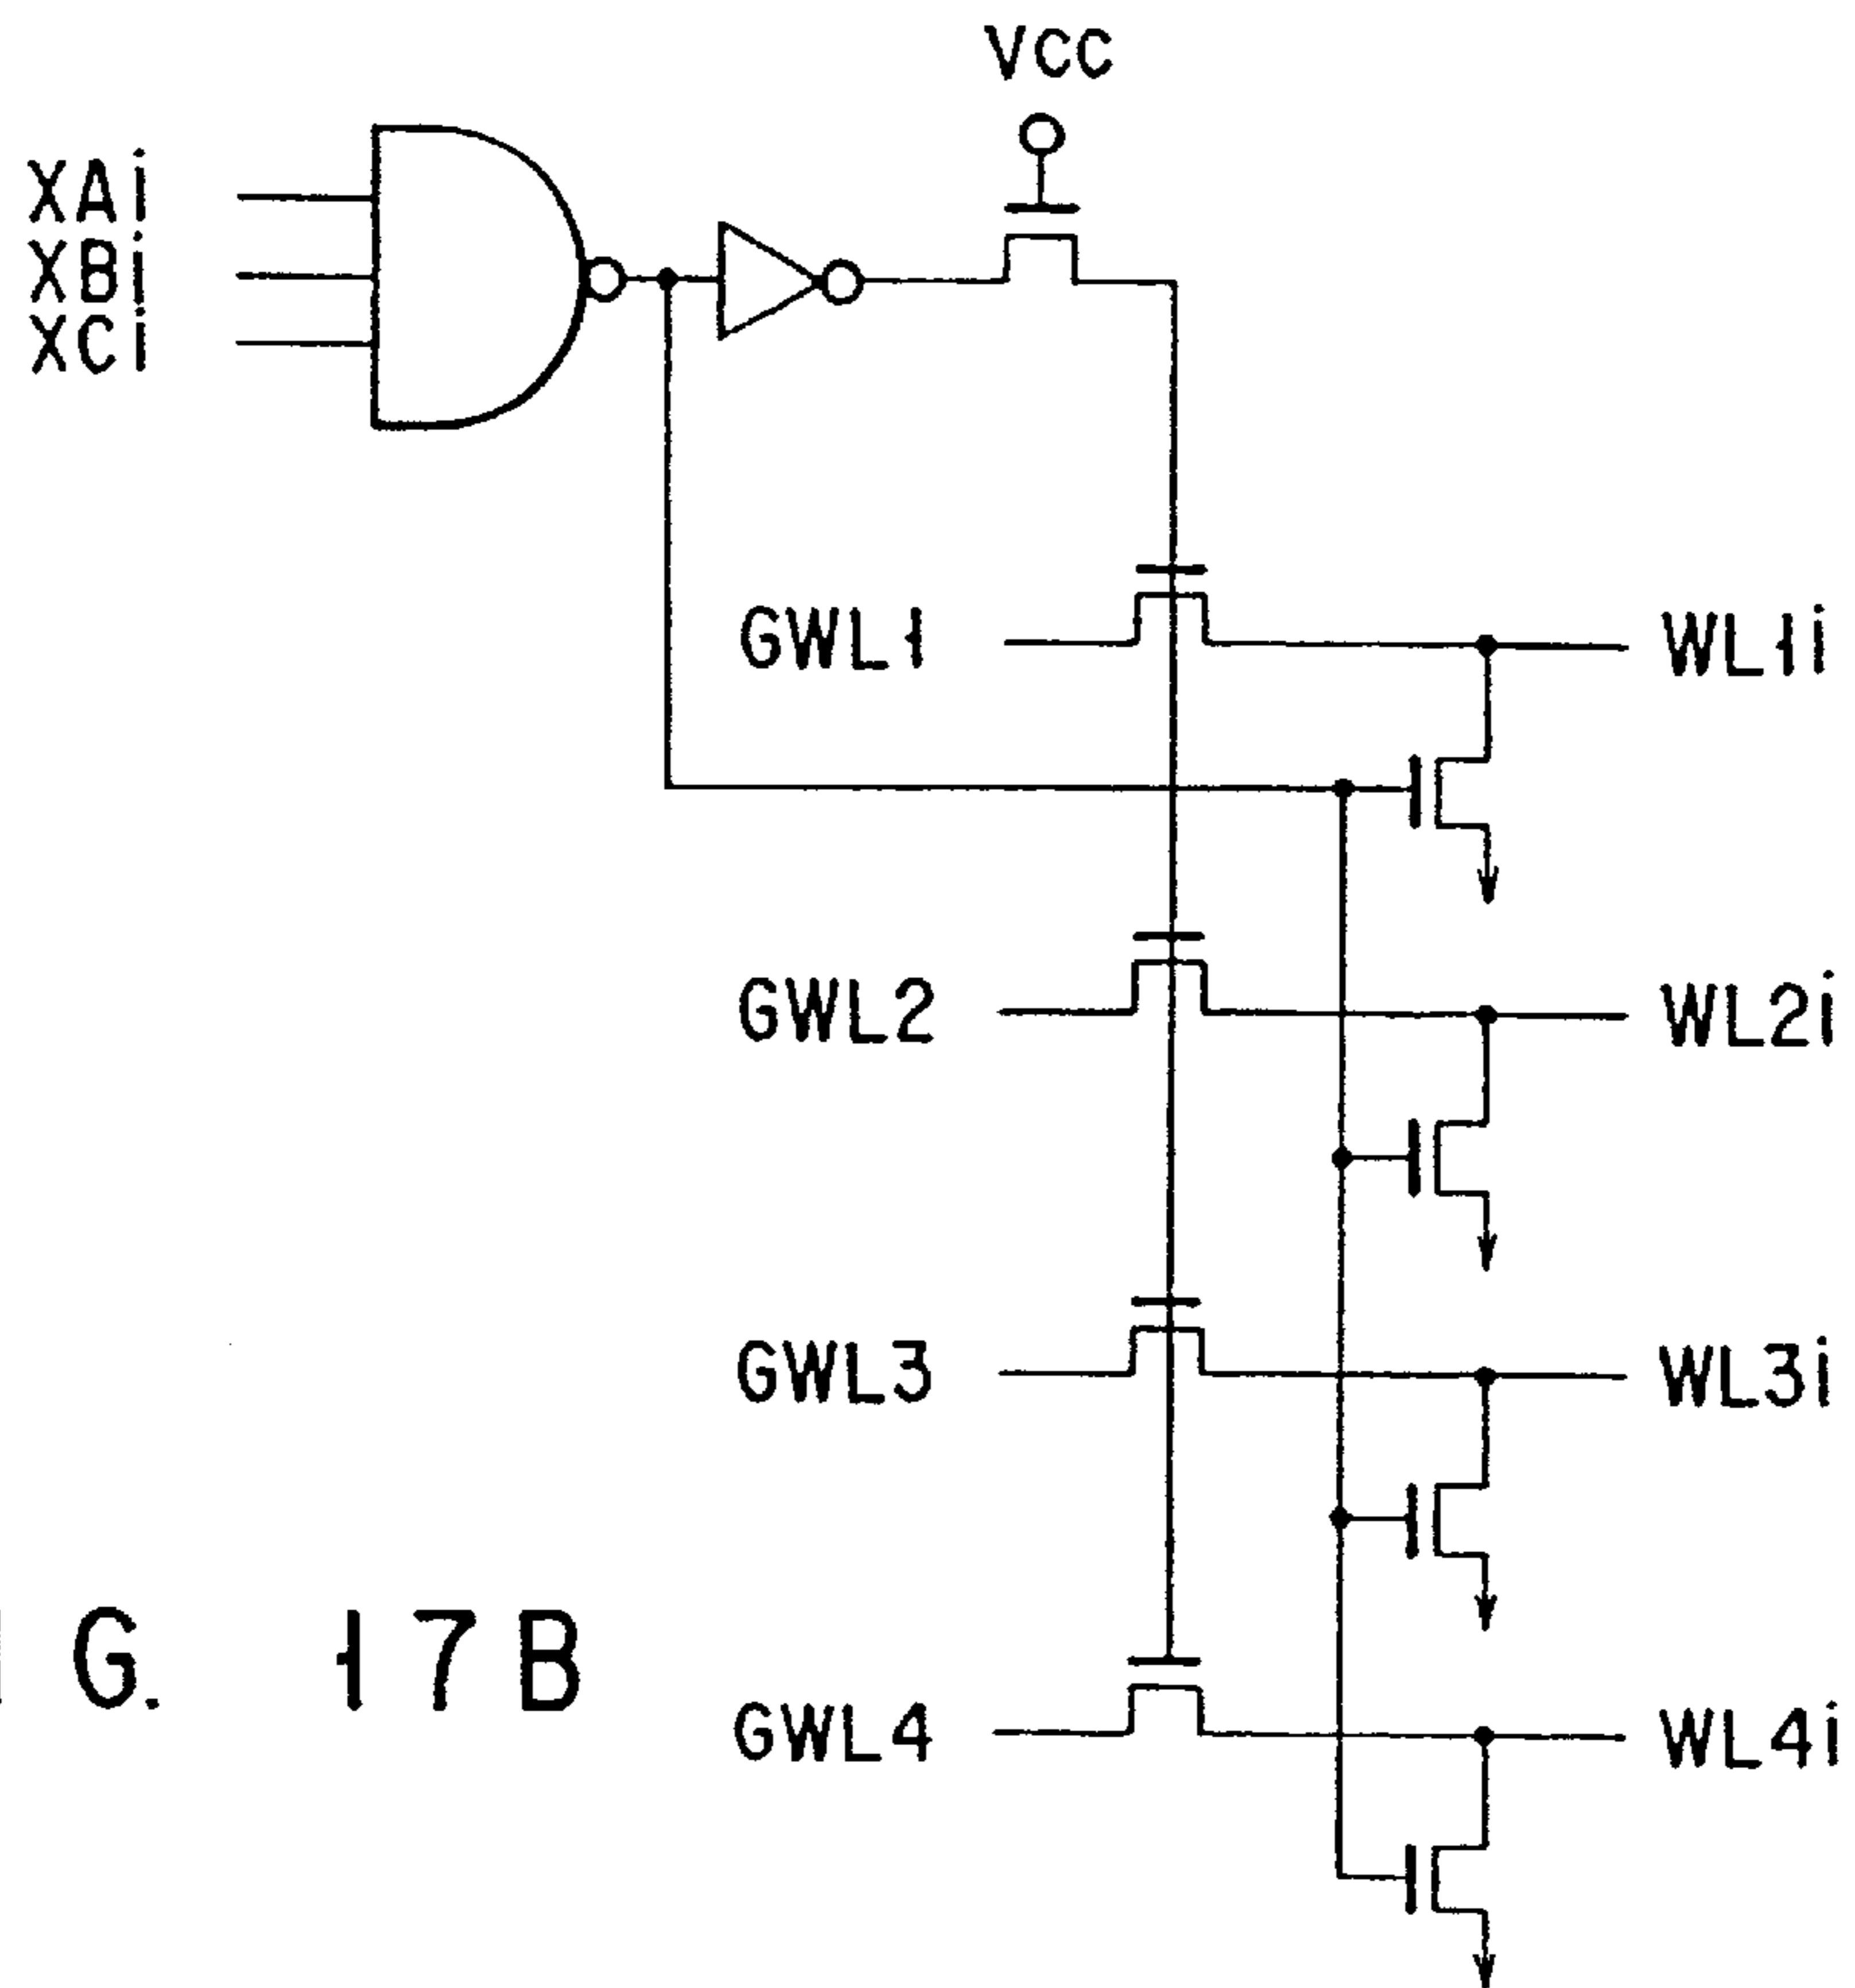 VCC
XAi
XBi
XCi
GWL1 WL1i
GWL2 WL2i
GWL3 WL3i
G. 17B
GWL4 WL4i